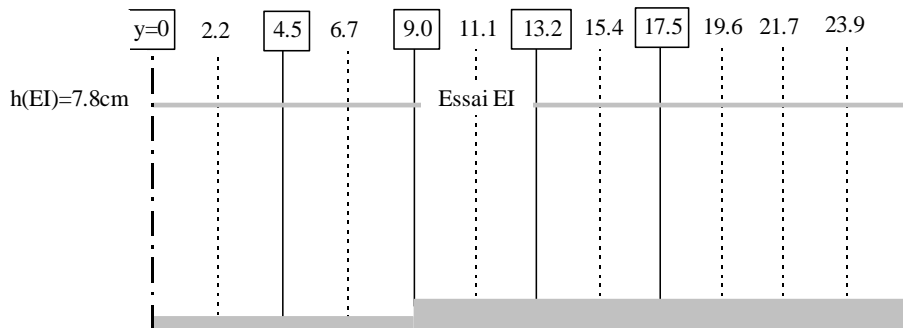 y=0 2.2 4.5 6.7 9.0 11.1 13.2 15.4 17.5 19.6 21.7 23.9
h(EI)=7.8cm Essai EI